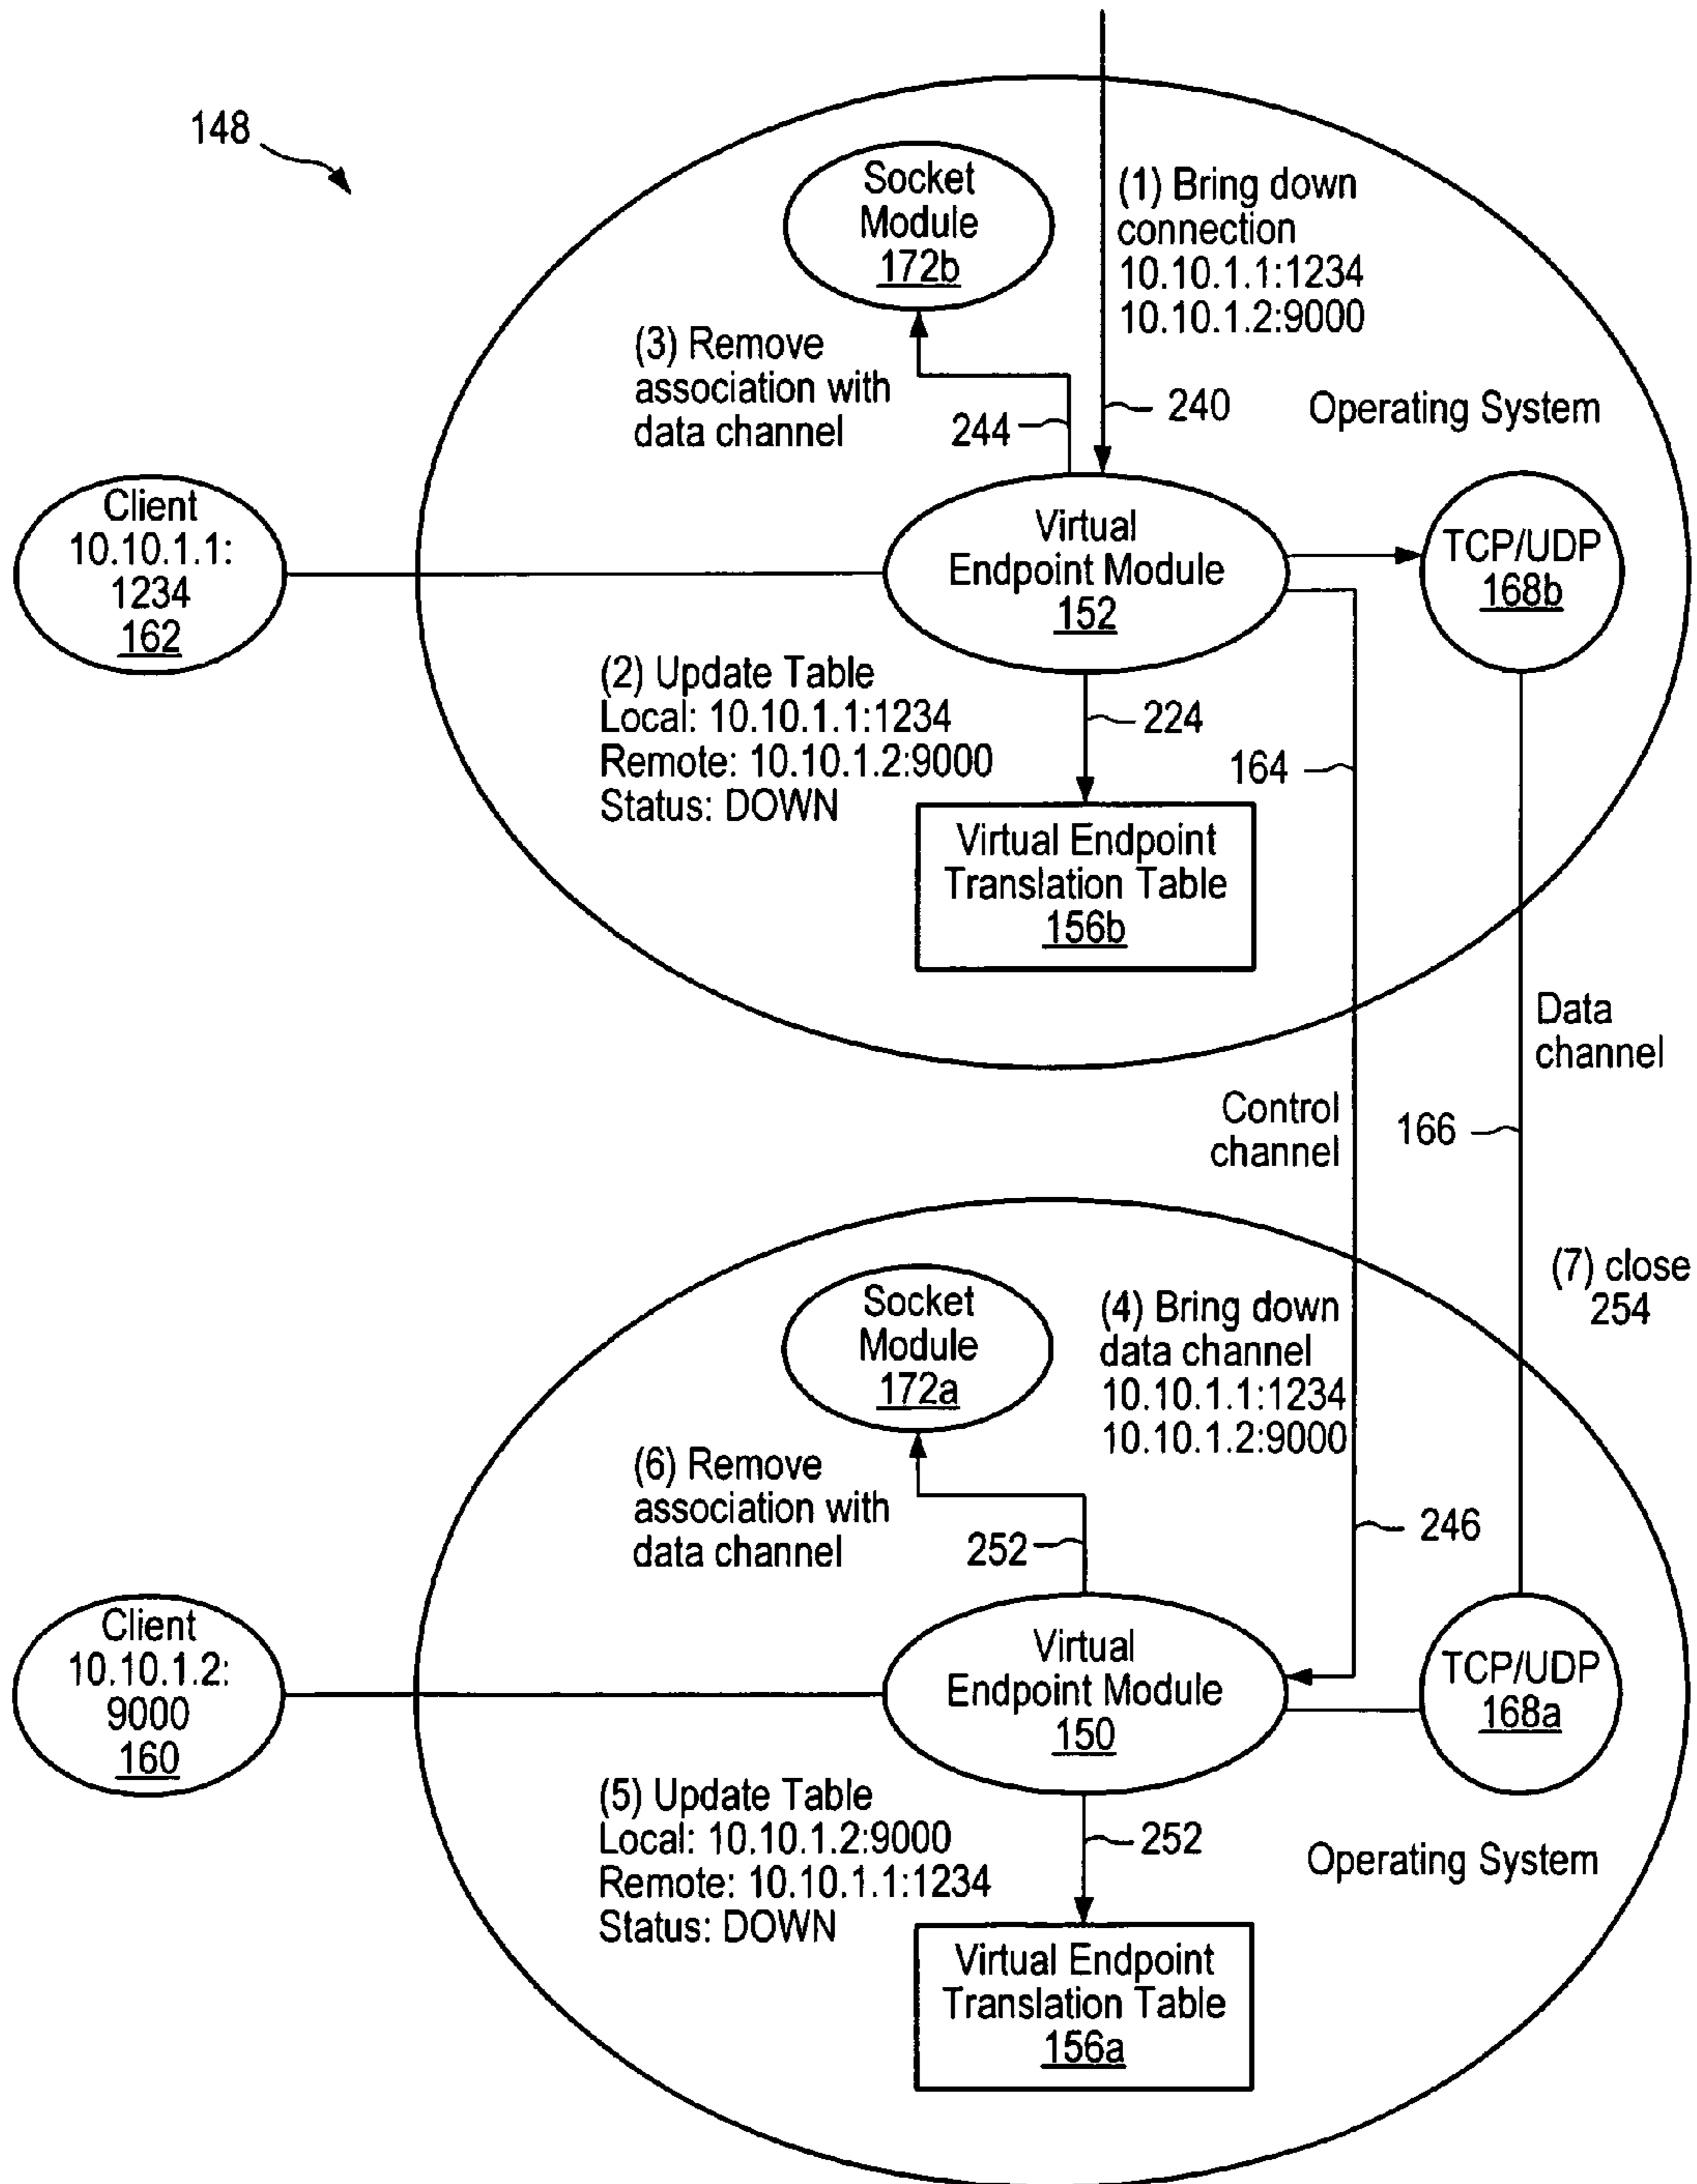 148
Socket
Module
172b
(1) Bring down
connection
10.10.1.1:1234
10.10.1.2:9000
(3) Remove
association with
data channel
244
240
Operating System
Client
10.10.1.1:
1234
162
Virtual
Endpoint Module
152
TCP/UDP
168b
(2) Update Table
Local: 10.10.1.1:1234
Remote: 10.10.1.2:9000
Status: DOWN
224
164
Virtual Endpoint
Translation Table
156b
Data
channel
Control
channel
166
(7) close
254
Socket
Module
172a
(4) Bring down
data channel
10.10.1.1:1234
10.10.1.2:9000
(6) Remove
association with
data channel
252
246
Client
10.10.1.2:
9000
160
Virtual
Endpoint Module
150
TCP/UDP
168a
(5) Update Table
Local: 10.10.1.2:9000
Remote: 10.10.1.1:1234
Status: DOWN
252
Operating System
Virtual Endpoint
Translation Table
156a